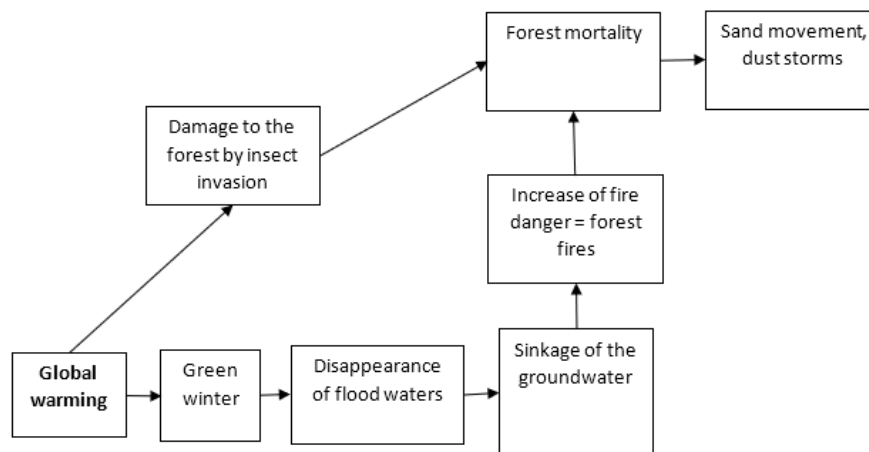 Forest mortality
Sand movement,
dust storms
Damage to the
forest by insect
invasion
Increase of fire
danger = forest
fires
Global
warming
Green
winter
Disappearance
of flood waters
Sinkage of the
groundwater